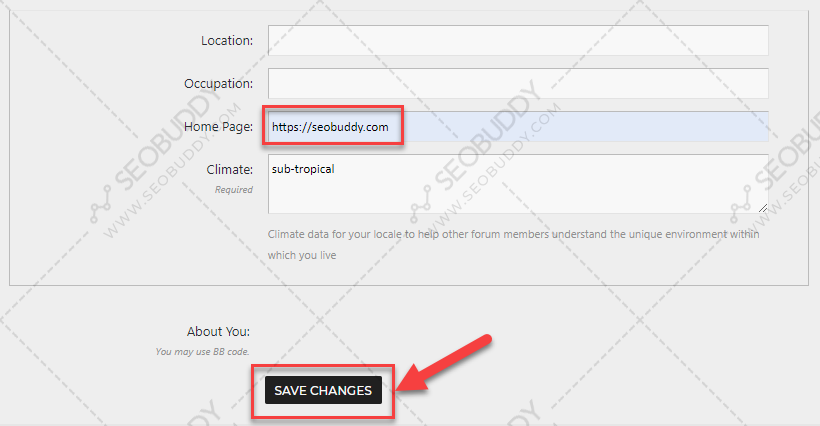 Location:
Occupation:
Home Page: https://seobuddy.com
Climate: sub-tropical
Required
Climate data for your locale to help other forum members understand the unique environment within
which you live
About You:
You may use BB code.
SAVE CHANGES
SEOBUDDY
WWW.SEOBUDDY.COM
SEOBUDDY
WWW.SEOBUDDY.COM
SEOBUDDY
WWW.SEOBUDDY.COM
SEOBUDDY
SEOBUDDY